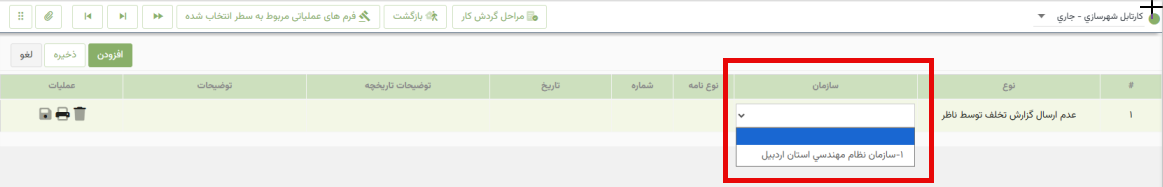 کارتابل شهرسازي - جاري
مراحل گردش کار
بازگشت
فرم های عملیاتی مربوط به سطر انتخاب شده
افزودن
ذخیره
لغو
# نوع سازمان نوع نامه شماره تاریخ توضیحات تاریخچه توضیحات عملیات
۱ عدم ارسال گزارش تخلف توسط ناظر
۱-سازمان نظام مهندسي استان اردبیل